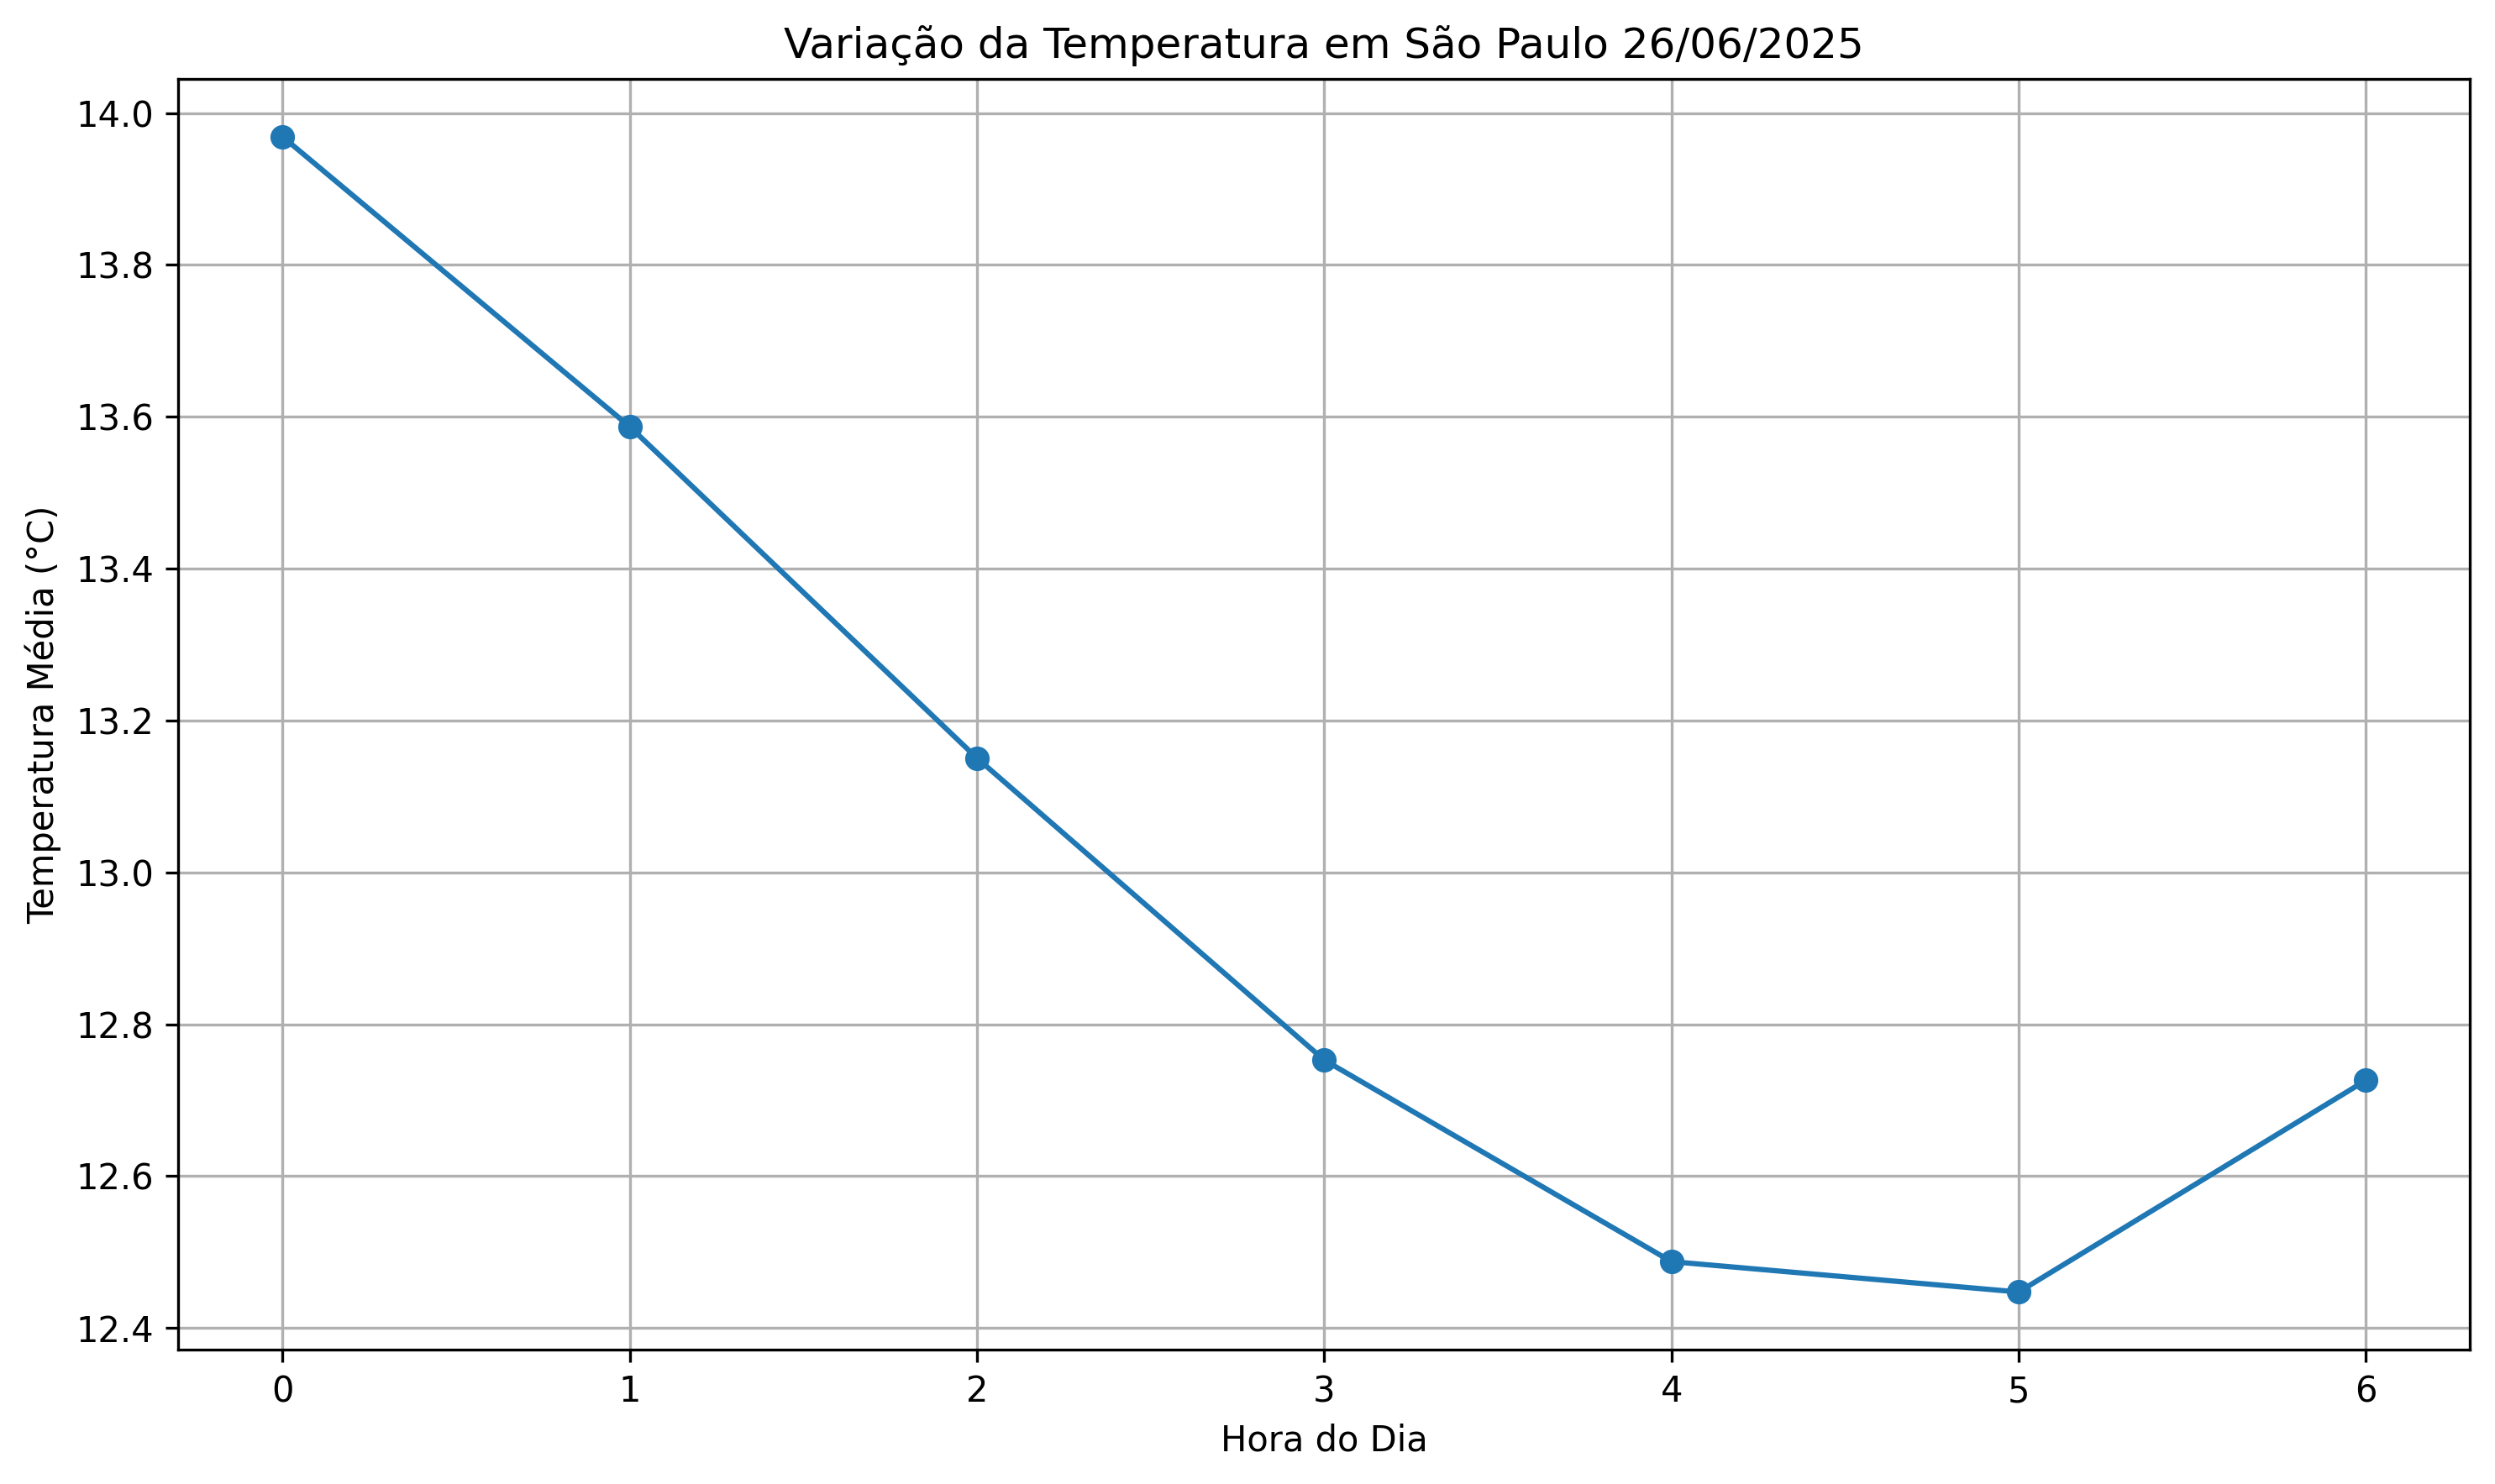 Variação da Temperatura em São Paulo 26/06/2025
Temperatura Média (°C)
14.0
13.8
13.6
13.4
13.2
13.0
12.8
12.6
12.4
0 1 2 3 4 5 6
Hora do Dia